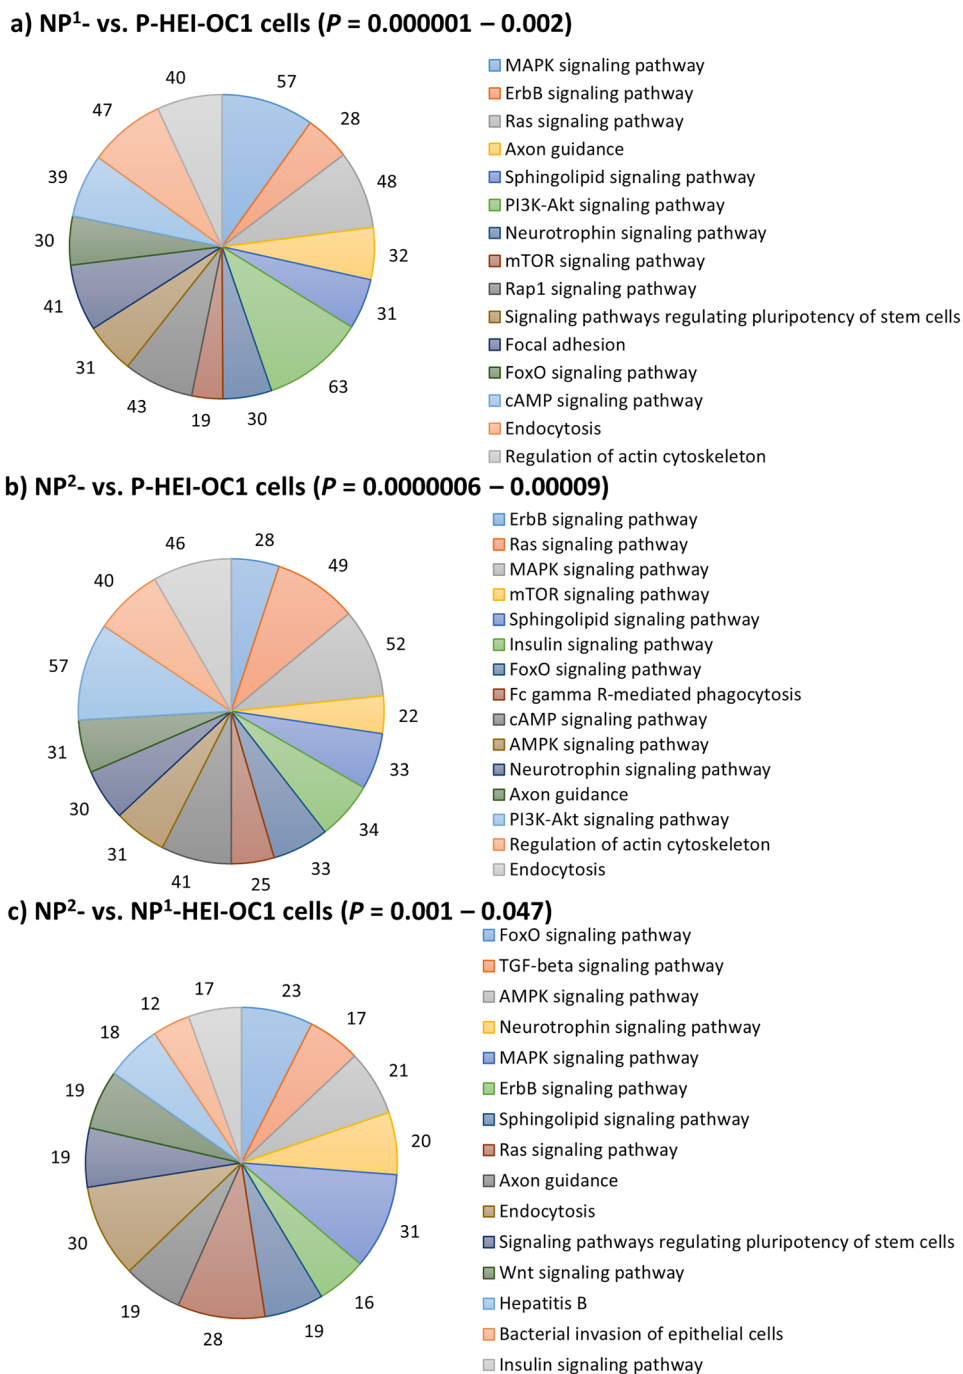 a) NP¹- vs. P-HEI-OC1 cells (P = 0.000001 – 0.002)
57
28
48
32
31
63
30
19
43
31
41
30
39
47
40
MAPK signaling pathway
ErbB signaling pathway
Ras signaling pathway
Axon guidance
Sphingolipid signaling pathway
PI3K-Akt signaling pathway
Neurotrophin signaling pathway
mTOR signaling pathway
Rap1 signaling pathway
Signaling pathways regulating pluripotency of stem cells
Focal adhesion
FoxO signaling pathway
cAMP signaling pathway
Endocytosis
Regulation of actin cytoskeleton
b) NP²- vs. P-HEI-OC1 cells (P = 0.0000006 – 0.00009)
28
49
52
22
33
34
33
25
41
31
30
31
57
40
46
ErbB signaling pathway
Ras signaling pathway
MAPK signaling pathway
mTOR signaling pathway
Sphingolipid signaling pathway
Insulin signaling pathway
FoxO signaling pathway
Fc gamma R-mediated phagocytosis
cAMP signaling pathway
AMPK signaling pathway
Neurotrophin signaling pathway
Axon guidance
PI3K-Akt signaling pathway
Regulation of actin cytoskeleton
Endocytosis
c) NP²- vs. NP¹-HEI-OC1 cells (P = 0.001 – 0.047)
23
17
21
20
31
16
19
28
19
30
19
19
18
12
17
FoxO signaling pathway
TGF-beta signaling pathway
AMPK signaling pathway
Neurotrophin signaling pathway
MAPK signaling pathway
ErbB signaling pathway
Sphingolipid signaling pathway
Ras signaling pathway
Axon guidance
Endocytosis
Signaling pathways regulating pluripotency of stem cells
Wnt signaling pathway
Hepatitis B
Bacterial invasion of epithelial cells
Insulin signaling pathway